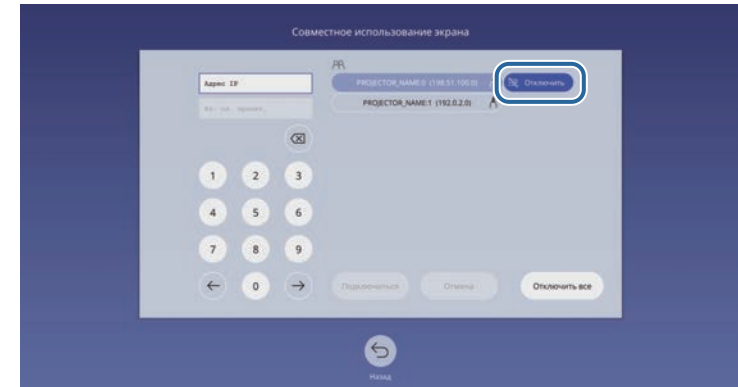 Совместное использование экрана
Адрес IP
PROJECTOR_NAME:0 (198.51.100.0)
Отключить
PROJECTOR_NAME:1 (192.0.2.0)
1 2 3
4 5 6
7 8 9
0
Подключиться
Отмена
Отключить все
Назад